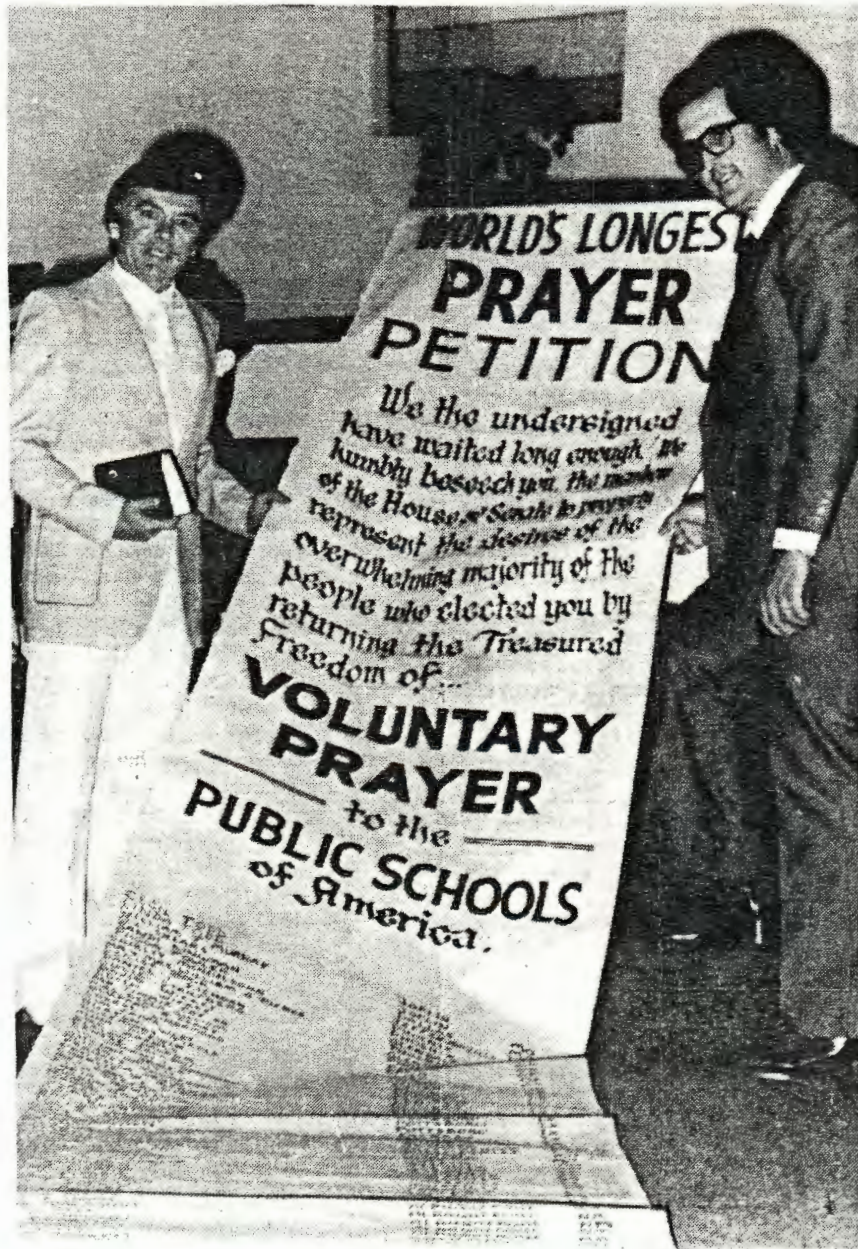 WORLD'S LONGEST
PRAYER
PETITION
We the undersigned
have waited long enough. We
humbly beseech you, the members
of the House or Senate to properly
represent the desires of the
overwhelming majority of the
people who elected you by
returning the Treasured
Freedom of...
VOLUNTARY
PRAYER
to the
PUBLIC SCHOOLS
of America.